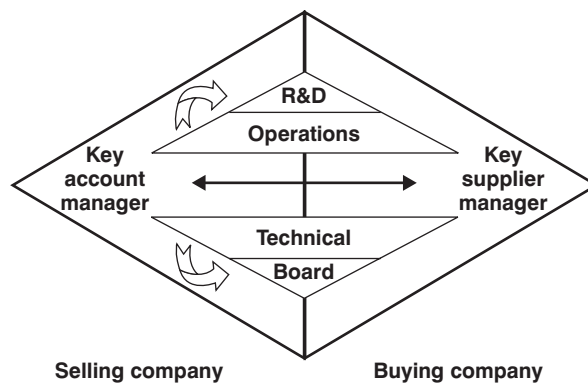 R&D
Operations
Key
account
manager
Key
supplier
manager
Technical
Board
Selling company
Buying company